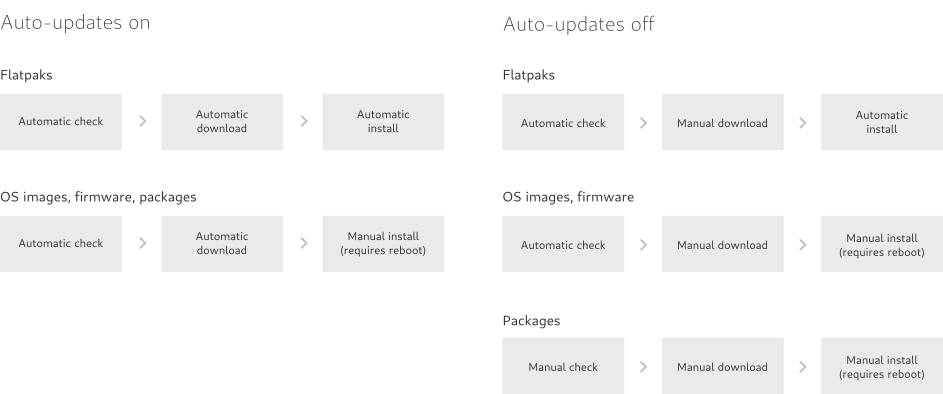 Auto-updates on
Flatpaks
Automatic check
Automatic
download
Automatic
install
OS images, firmware, packages
Automatic check
Automatic
download
Manual install
(requires reboot)
Auto-updates off
Flatpaks
Automatic check
Manual download
Automatic
install
OS images, firmware
Automatic check
Manual download
Manual install
(requires reboot)
Packages
Manual check
Manual download
Manual install
(requires reboot)